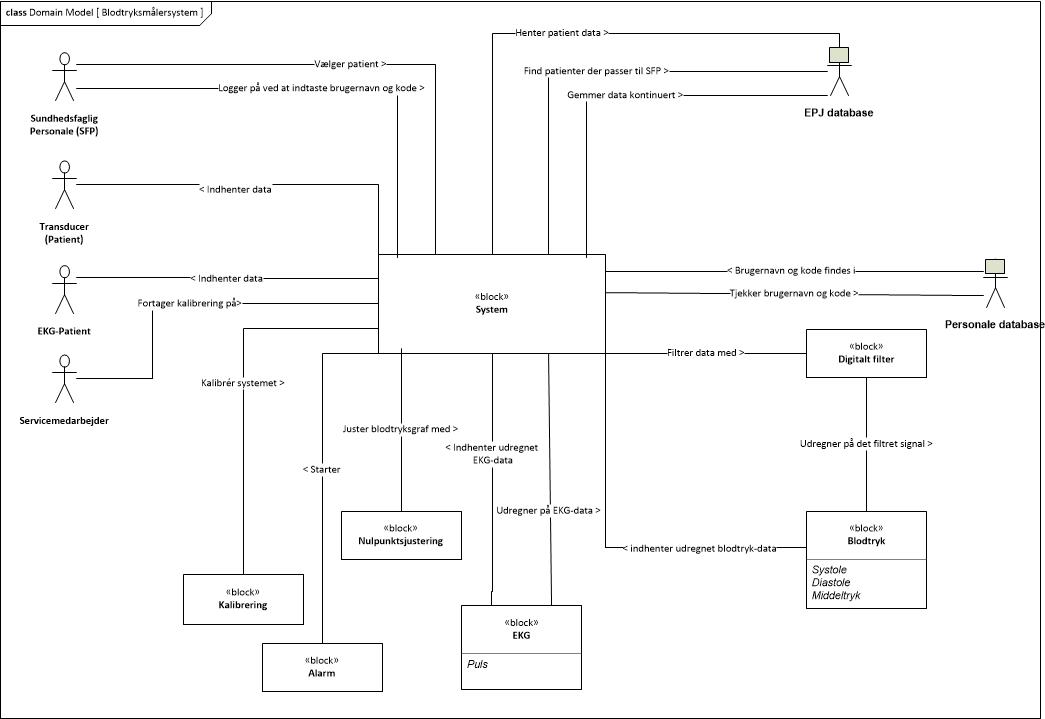 class Domain Model [ Blodtryksmålersystem ]
Henter patient data >
Vælger patient >
Find patienter der passer til SFP >
Logger på ved at indtaste brugernavn og kode >
Gemmer data kontinuert >
EPJ database
Sundhedsfaglig
Personale (SFP)
< Indhenter data
Transducer
(Patient)
< Indhenter data
< Brugernavn og kode findes i
Tjekker brugernavn og kode >
Fortager kalibrering på>
«block»
System
EKG-Patient
Personale database
«block»
Digitalt filter
Filtrer data med >
Kalibrér systemet >
Servicemedarbejder
Juster blodtryksgraf med >
< Indhenter udregnet
EKG-data
Udregner på det filtret signal >
< Starter
Udregner på EKG-data >
«block»
Nulpunktsjustering
«block»
Blodtryk
Systole
Diastole
Middeltryk
< indhenter udregnet blodtryk-data
«block»
Kalibrering
«block»
EKG
Puls
«block»
Alarm